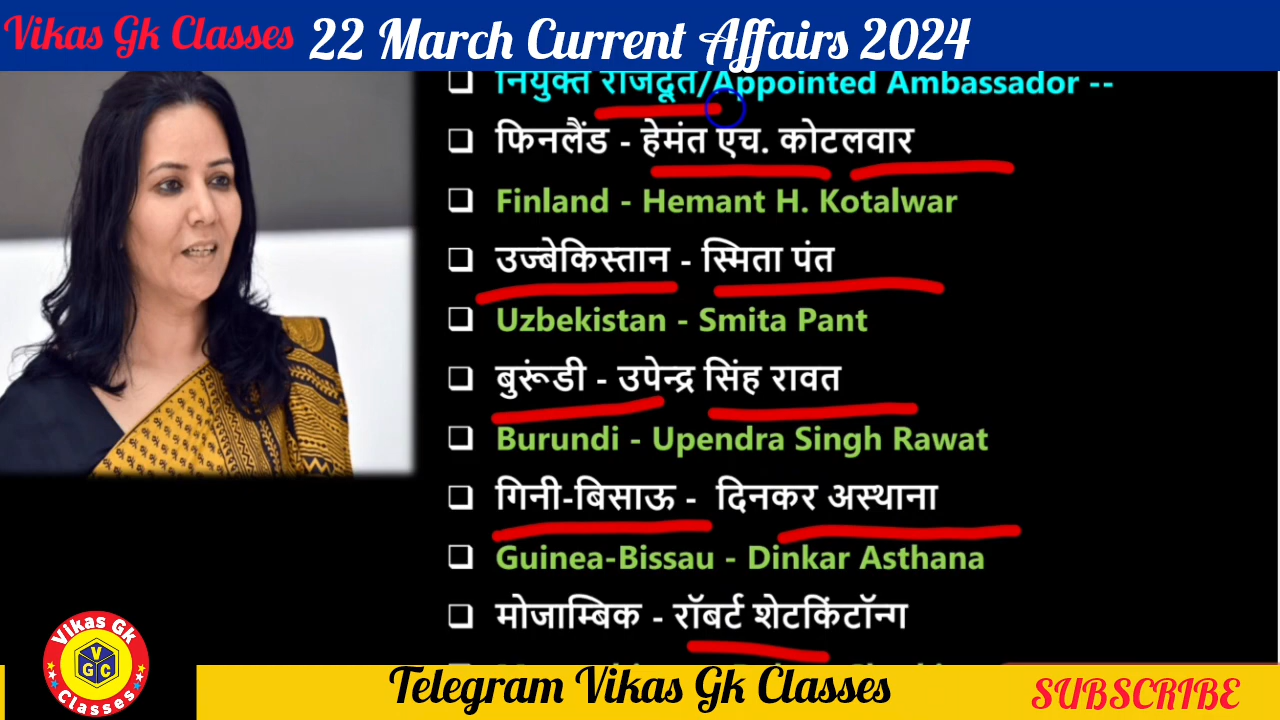 Vikas Gk Classes 22 March Current Affairs 2024
नियुक्त राजदूत/Appointed Ambassador --
फिनलैंड - हेमंत एच. कोटलवार
Finland - Hemant H. Kotalwar
उज्बेकिस्तान - स्मिता पंत
Uzbekistan - Smita Pant
बुरूंडी - उपेन्द्र सिंह रावत
Burundi - Upendra Singh Rawat
गिनी-बिसाऊ - दिनकर अस्थाना
Guinea-Bissau - Dinkar Asthana
मोजाम्बिक - रॉबर्ट शेटकिंटॉन्ग
Vikas Gk
V
G C
Classes
Telegram Vikas Gk Classes
SUBSCRIBE